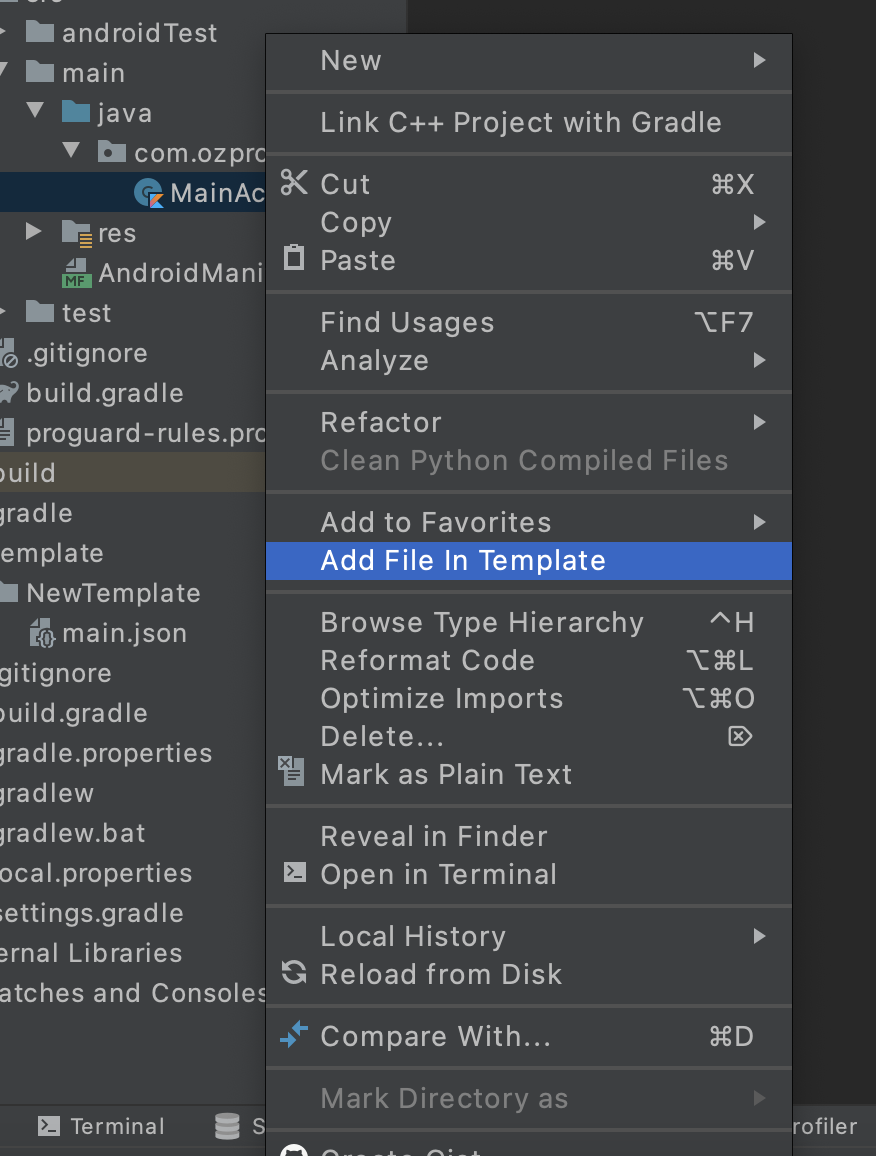 androidTest
main
java
com.ozpro
MainAc
res
MF
AndroidMani
test
.gitignore
build.gradle
proguard-rules.pro
build
gradle
emplate
NewTemplate
main.json
gitignore
build.gradle
gradle.properties
gradlew
gradlew.bat
ocal.properties
settings.gradle
ernal Libraries
atches and Consoles
New
Link C++ Project with Gradle
Cut ⌘X
Copy
Paste ⌘V
Find Usages ⌥F7
Analyze
Refactor
Clean Python Compiled Files
Add to Favorites
Add File In Template
Browse Type Hierarchy ^H
Reformat Code ⌥⌘L
Optimize Imports ⌥⌘O
Delete... ⌦
Mark as Plain Text
Reveal in Finder
Open in Terminal
Local History
Reload from Disk
Compare With... ⌘D
Mark Directory as
Create Gist
Terminal S rofiler